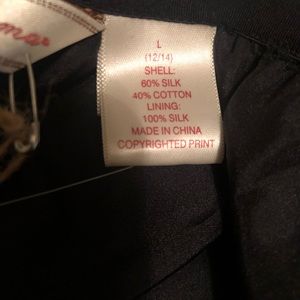 L
(12/14)
SHELL:
60% SILK
40% COTTON
LINING:
100% SILK
MADE IN CHINA
COPYRIGHTED PRINT